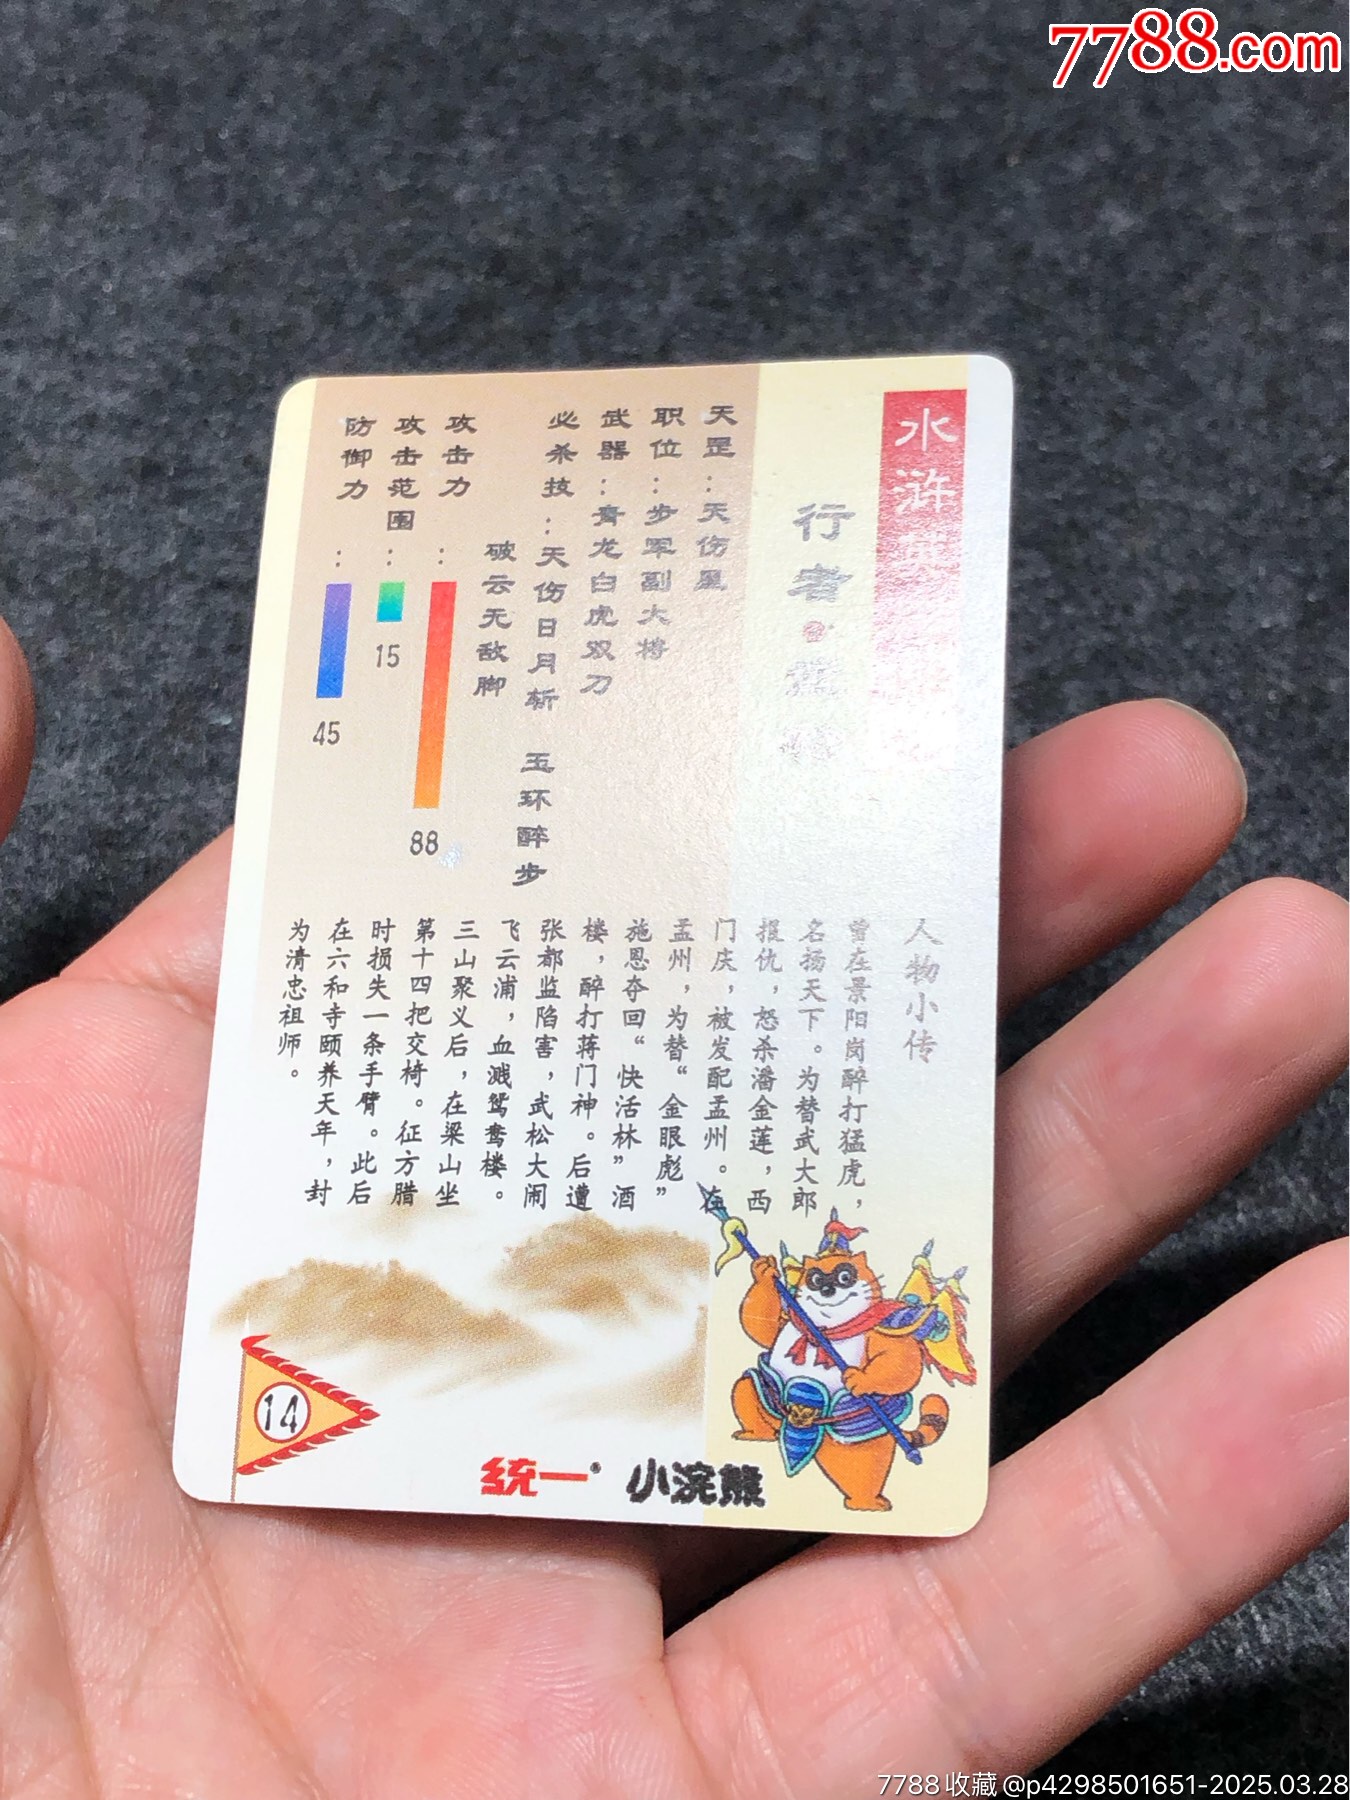 7788.com
水浒英
行者
天罡：天伤星
职位：步军副大将
武器：青龙白虎双刀
必杀技：天伤日月斩 玉环醉步
破云无敌脚
攻击力：88
攻击范围：15
防御力：45
人物小传
曾在景阳岗醉打猛虎，
名扬天下。为替武大郎
报仇，怒杀潘金莲，西
门庆，被发配孟州。在
孟州，为替“金眼彪”
施恩夺回“快活林”酒
楼，醉打蒋门神。后遭
张都监陷害，武松大闹
飞云浦，血溅鸳鸯楼。
三山聚义后，在梁山坐
第十四把交椅。征方腊
时损失一条手臂。此后
在六和寺颐养天年，封
为清忠祖师。
14
统一® 小浣熊
7788收藏@p4298501651-2025.03.28